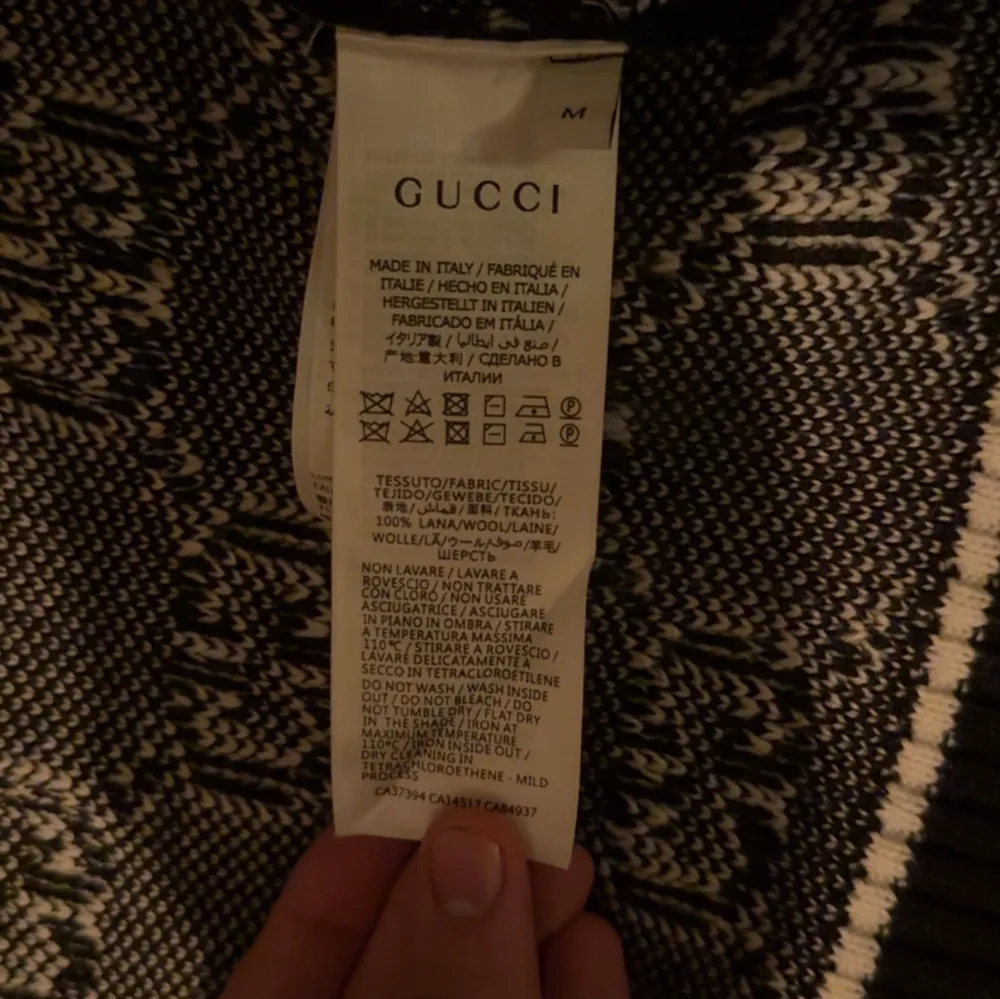 M
GUCCI
MADE IN ITALY / FABRIQUÉ EN
ITALIE / HECHO EN ITALIA /
HERGESTELLT IN ITALIEN /
FABRICADO EM ITÁLIA /
イタリア製 / صنع في ايطاليا /
产地:意大利 / СДЕЛАНО В
ИТАЛИИ
TESSUTO/FABRIC/TISSU/
TEJIDO/GEWEBE/TECIDO/
表地/قماش/面料/ТКАНЬ:
100% LANA/WOOL/LAINE/
WOLLE/LÃ/ウール/صوف/羊毛/
ШЕРСТЬ
NON LAVARE / LAVARE A
ROVESCIO / NON TRATTARE
CON CLORO / NON USARE
ASCIUGATRICE / ASCIUGARE
IN PIANO IN OMBRA / STIRARE
A TEMPERATURA MASSIMA
110°C / STIRARE A ROVESCIO /
LAVARE DELICATAMENTE A
SECCO IN TETRACLOROETILENE
DO NOT WASH / WASH INSIDE
OUT / DO NOT BLEACH / DO
NOT TUMBLE DRY / FLAT DRY
IN THE SHADE / IRON AT
MAXIMUM TEMPERATURE
110°C / IRON INSIDE OUT /
DRY CLEANING IN
TETRACHLOROETHENE - MILD
PROCESS
CA37394 CA14517 CA84937